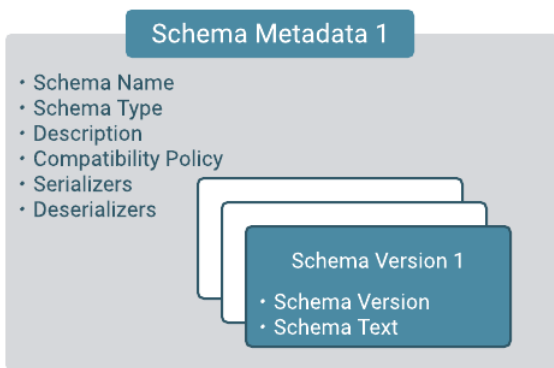 Schema Metadata 1
• Schema Name
• Schema Type
• Description
• Compatibility Policy
• Serializers
• Deserializers
Schema Version 1
• Schema Version
• Schema Text